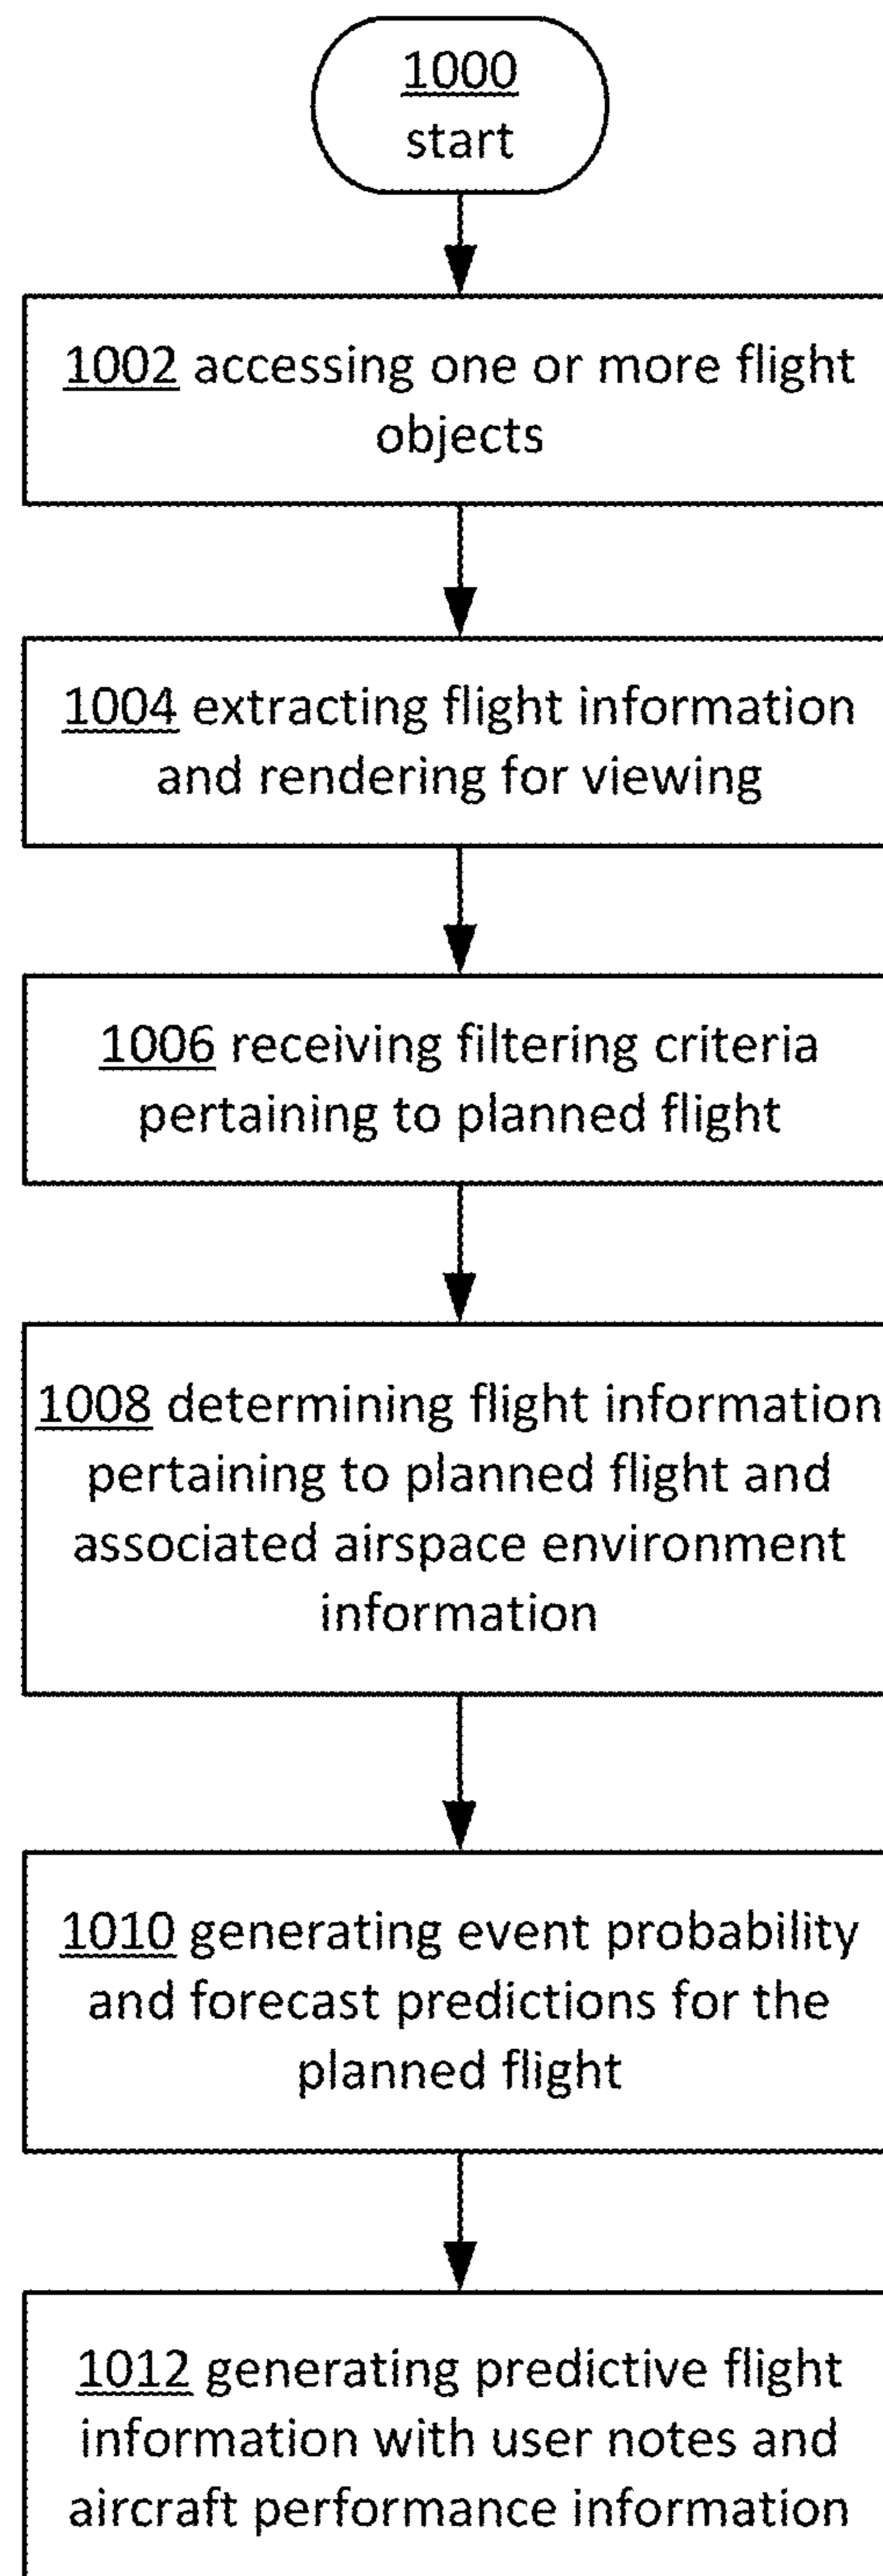 1000
start
1002 accessing one or more flight
objects
1004 extracting flight information
and rendering for viewing
1006 receiving filtering criteria
pertaining to planned flight
1008 determining flight information
pertaining to planned flight and
associated airspace environment
information
1010 generating event probability
and forecast predictions for the
planned flight
1012 generating predictive flight
information with user notes and
aircraft performance information